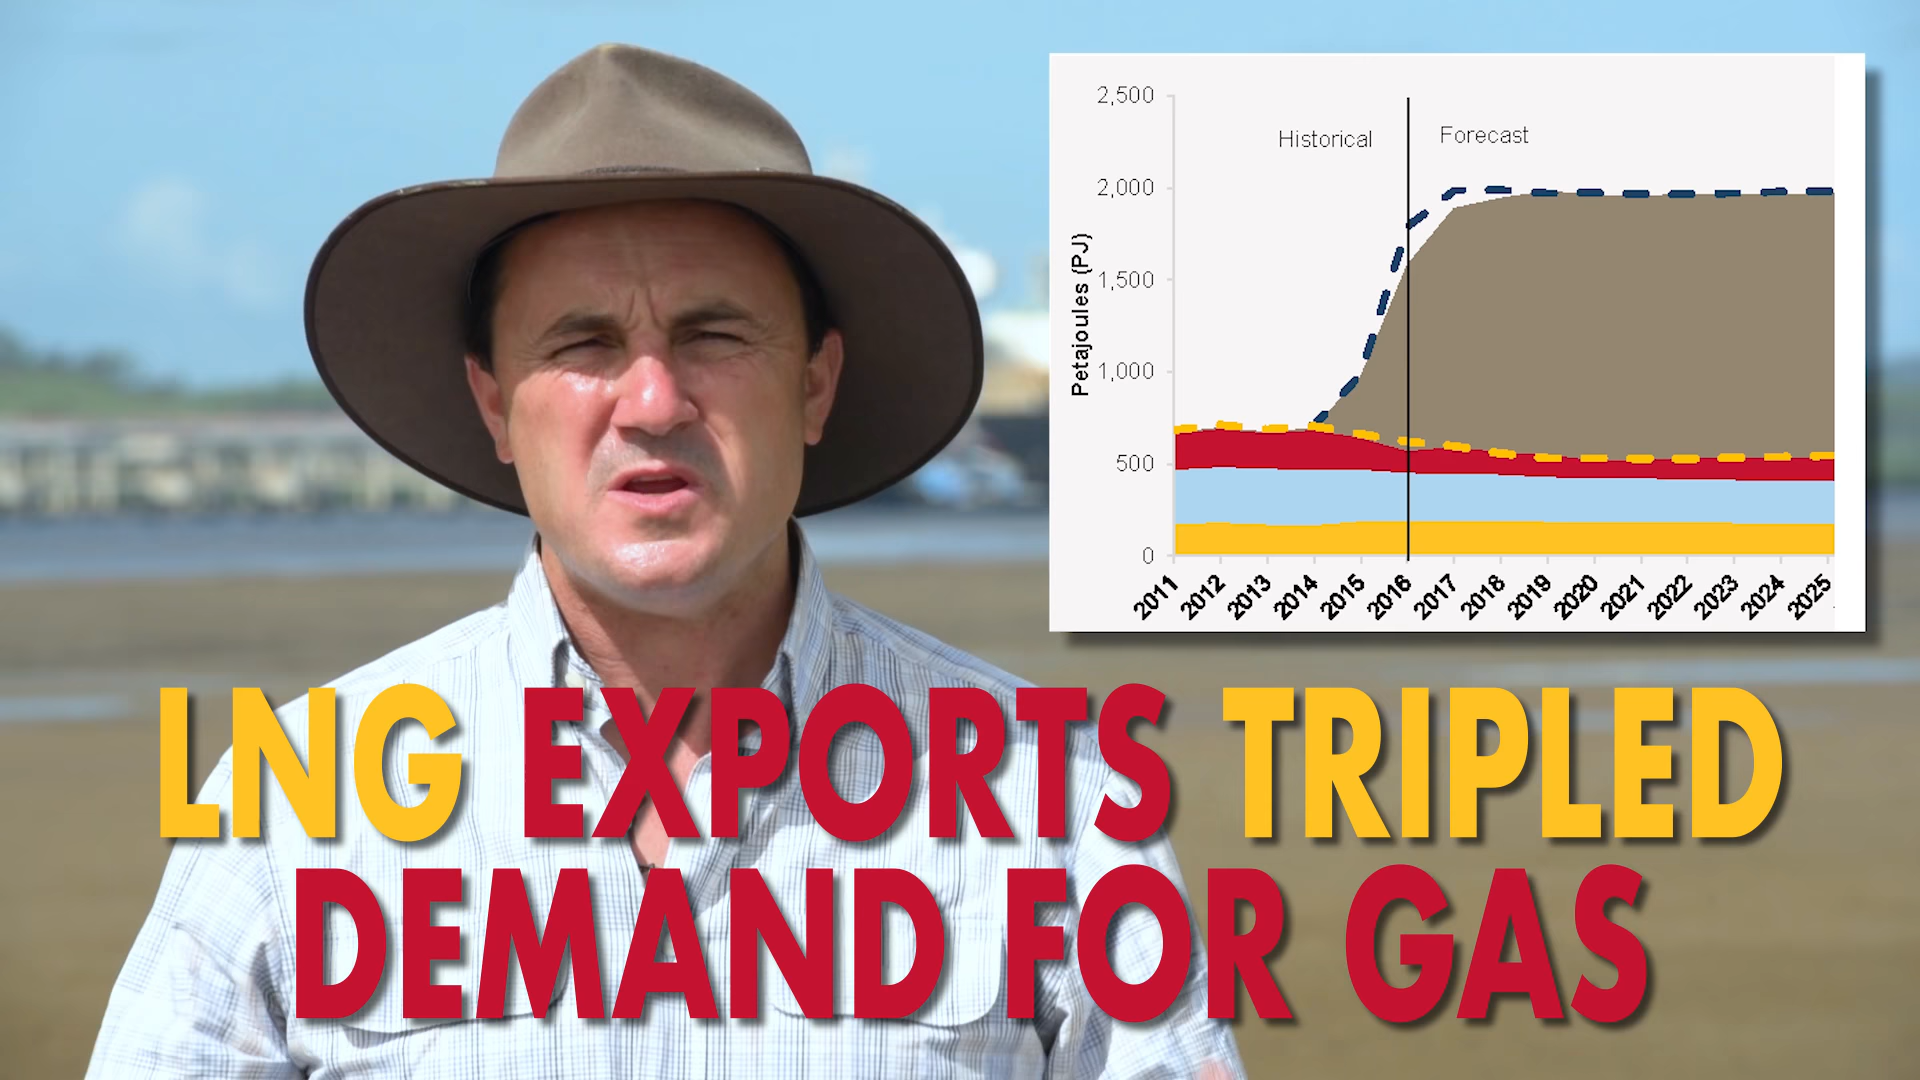 2,500
Historical
Forecast
2,000
Petajoules (PJ)
1,500
1,000
500
0
2011 2012 2013 2014 2015 2016 2017 2018 2019 2020 2021 2022 2023 2024 2025
LNG EXPORTS TRIPLED
DEMAND FOR GAS